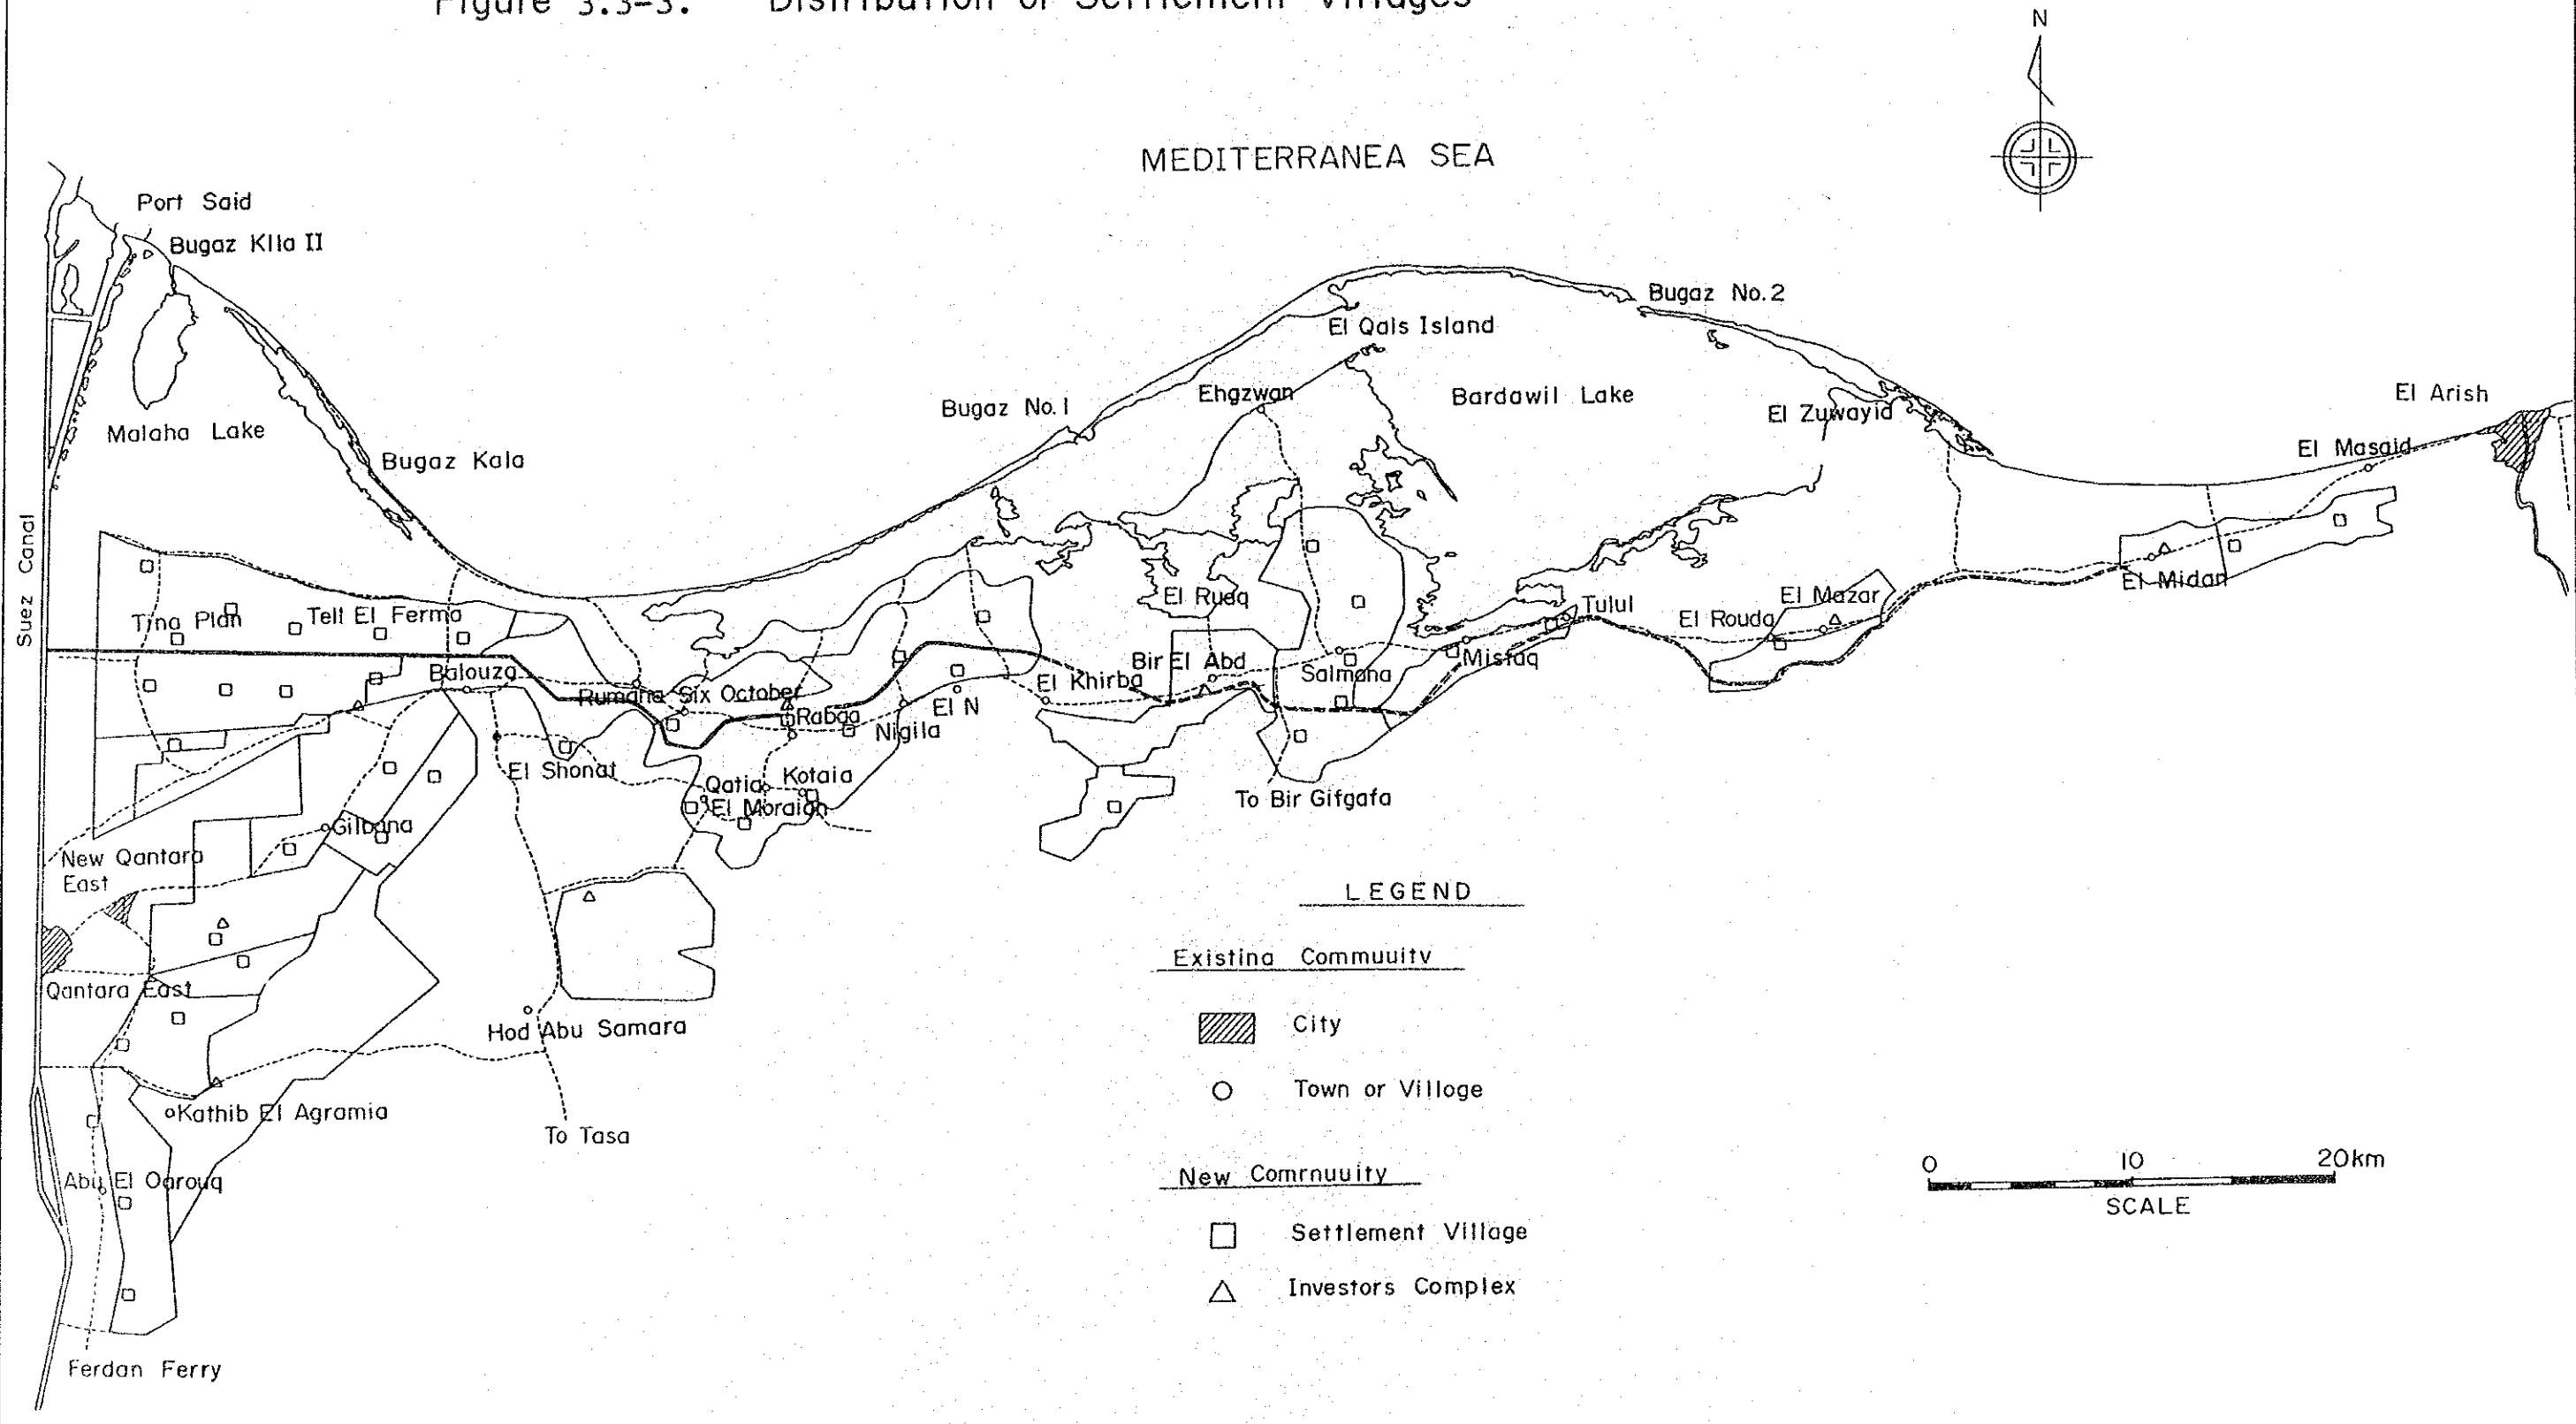 Figure 3.3-3. Distribution of Settlement Villages
N
MEDITERRANEA SEA
Port Said
Bugaz Klla II
Bugaz No.2
El Qals Island
Ehgzwan
Bardawil Lake
El Arish
Bugaz No.1
El Zuwayid
Malaha Lake
El Masaid
Bugaz Kala
Suez Canal
El Midan
El Ruaq
El Mazar
Tulul
Tina Plan
Tell El Ferma
El Rouda
Misfaq
Bir El Abd
Balouza
Salmana
El Khirba
Rumana
Six October
El N
Rabaa
Nigila
El Shonat
Kotaia
Qatia
To Bir Gifgafa
El Moraiah
Gilbana
New Qantara
East
LEGEND
Existina Commuuitv
Qantara East
City
Hod Abu Samara
Town or Villoge
Kathib El Agramia
To Tasa
0 10 20km
SCALE
New Comrnuuity
Abu El Oarouq
Settlement Village
Investors Complex
Ferdan Ferry